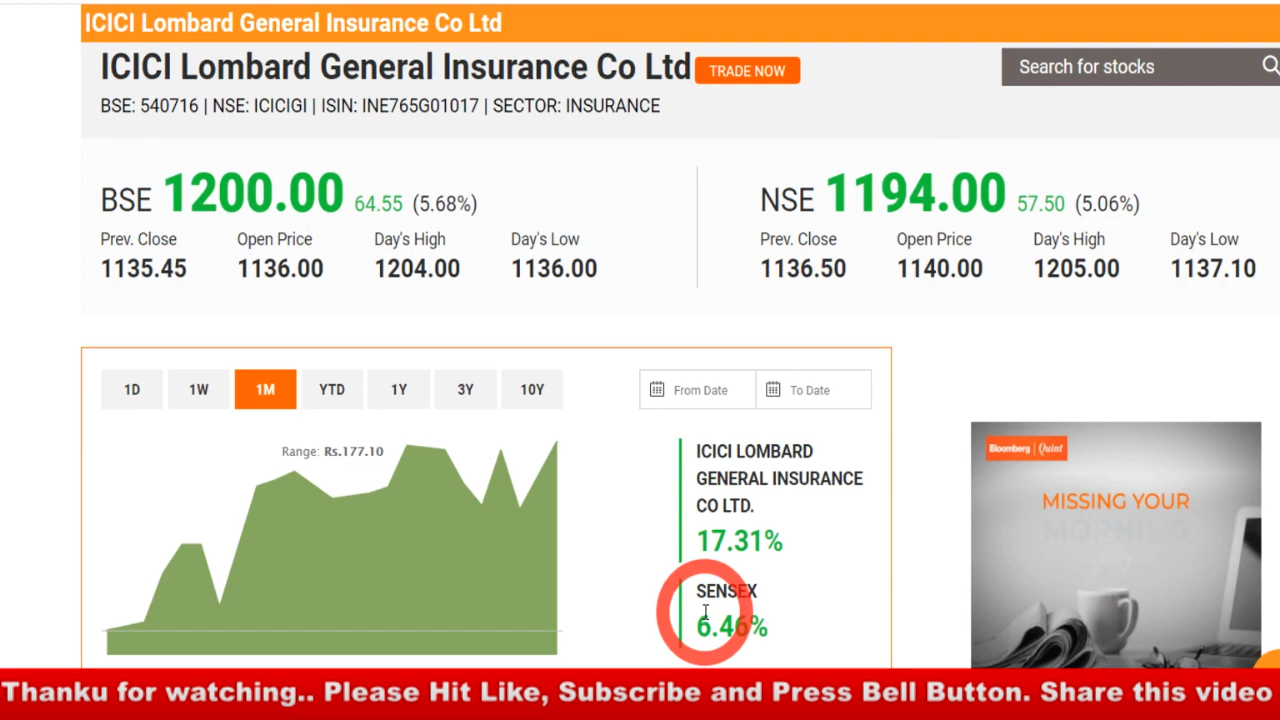 ICICI Lombard General Insurance Co Ltd
ICICI Lombard General Insurance Co Ltd TRADE NOW
Search for stocks
BSE: 540716 | NSE: ICICIGI | ISIN: INE765G01017 | SECTOR: INSURANCE
BSE 1200.00 64.55 (5.68%)
Prev. Close Open Price Day's High Day's Low
1135.45 1136.00 1204.00 1136.00
NSE 1194.00 57.50 (5.06%)
Prev. Close Open Price Day's High Day's Low
1136.50 1140.00 1205.00 1137.10
1D 1W 1M YTD 1Y 3Y 10Y
From Date To Date
Range: Rs.177.10
ICICI LOMBARD
GENERAL INSURANCE
CO LTD.
17.31%
SENSEX
6.46%
Bloomberg | Quint
MISSING YOUR
MORNING
Thanku for watching.. Please Hit Like, Subscribe and Press Bell Button. Share this video